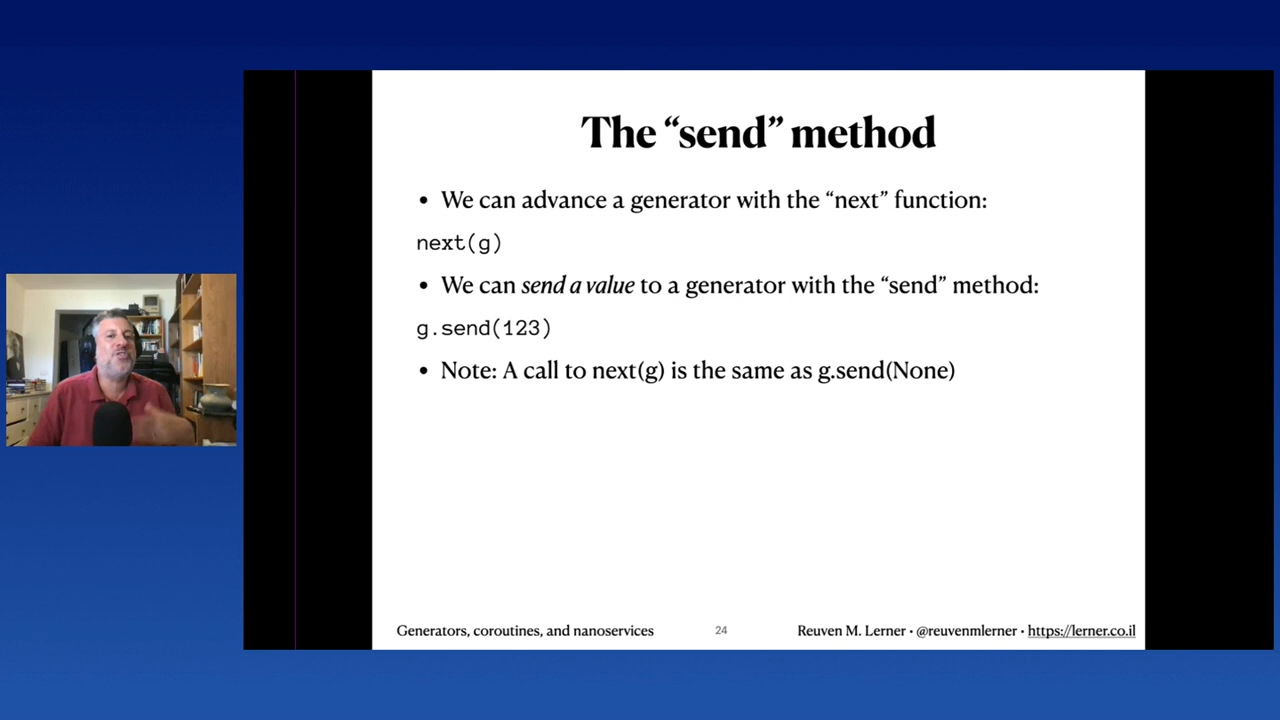 The “send” method
• We can advance a generator with the “next” function:
next(g)
• We can send a value to a generator with the “send” method:
g.send(123)
• Note: A call to next(g) is the same as g.send(None)
Generators, coroutines, and nanoservices 24 Reuven M. Lerner • @reuvenmlerner • https://lerner.co.il